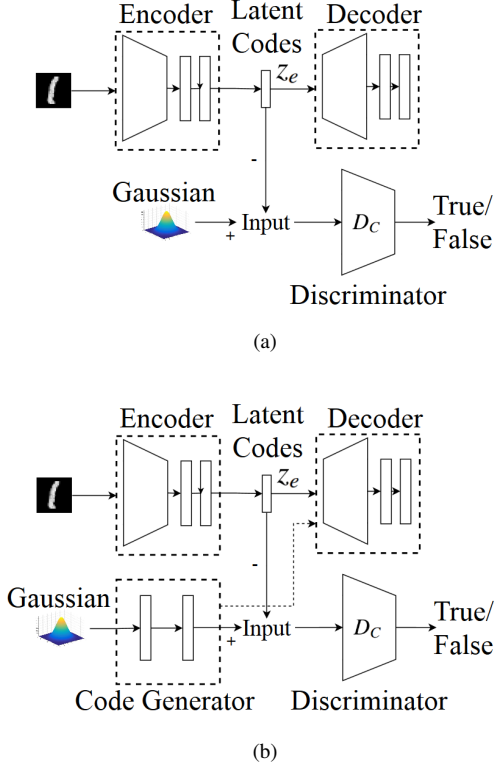 Encoder
Latent
Codes
Decoder
z_e
-
Gaussian
+
Input
D_C
True/
False
Discriminator
(a)
Encoder
Latent
Codes
Decoder
z_e
-
Gaussian
+
Input
D_C
True/
False
Code Generator
Discriminator
(b)